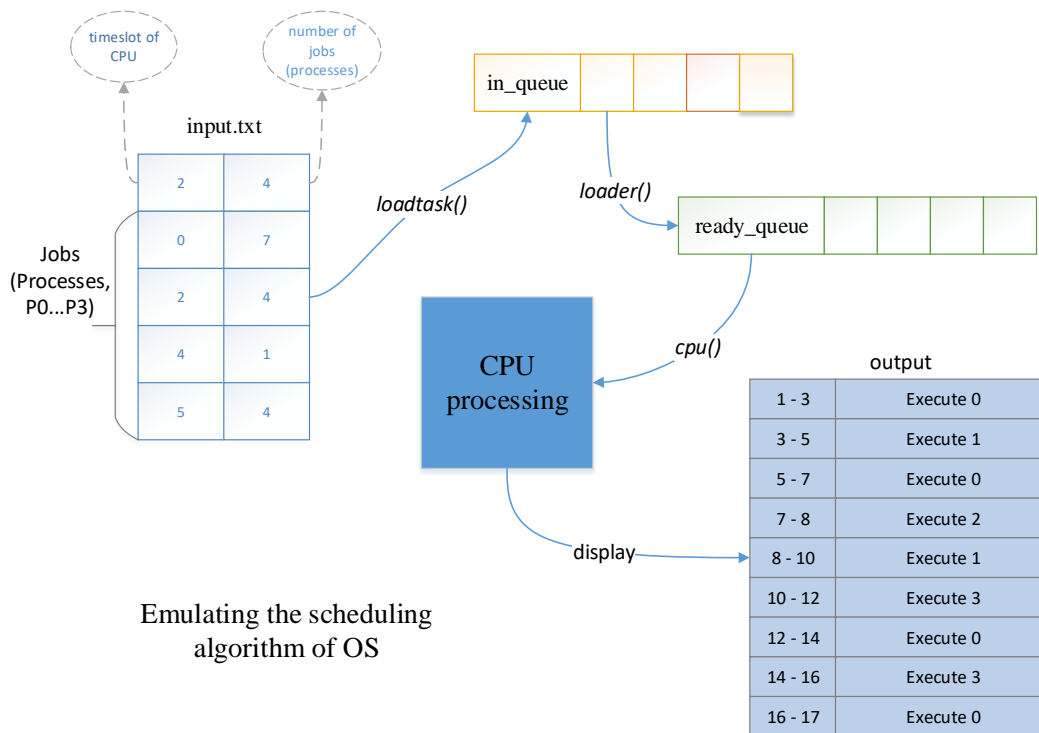 timeslot of
CPU
number of
jobs
(processes)
input.txt
2 4
0 7
2 4
4 1
5 4
Jobs
(Processes,
P0...P3)
loadtask()
in_queue
loader()
ready_queue
cpu()
CPU
processing
display
output
1 - 3 Execute 0
3 - 5 Execute 1
5 - 7 Execute 0
7 - 8 Execute 2
8 - 10 Execute 1
10 - 12 Execute 3
12 - 14 Execute 0
14 - 16 Execute 3
16 - 17 Execute 0
Emulating the scheduling
algorithm of OS